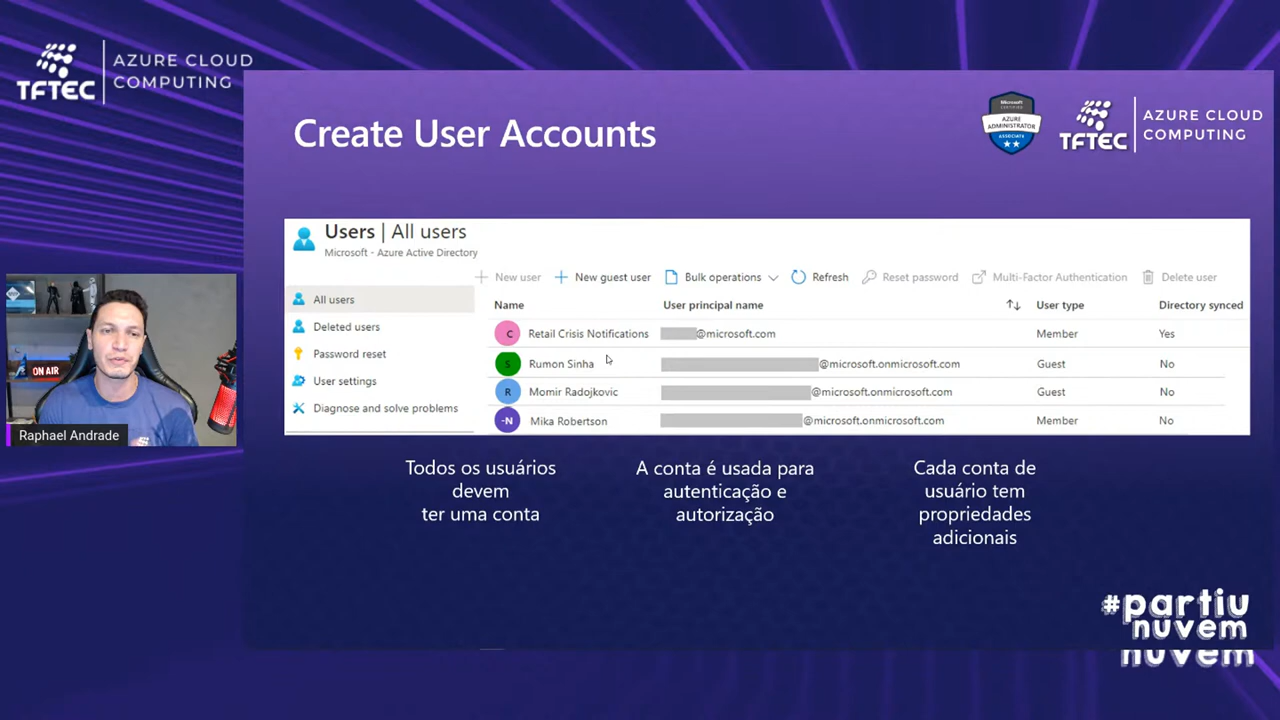 TFTEC
AZURE CLOUD
COMPUTING
Create User Accounts
Microsoft
CERTIFIED
AZURE
ADMINISTRATOR
ASSOCIATE
TFTEC
AZURE CLOUD
COMPUTING
Users | All users
Microsoft - Azure Active Directory
New user
New guest user
Bulk operations
Refresh
Reset password
Multi-Factor Authentication
Delete user
All users
Deleted users
Password reset
User settings
Diagnose and solve problems
Name User principal name User type Directory synced
C Retail Crisis Notifications @microsoft.com Member Yes
S Rumon Sinha @microsoft.onmicrosoft.com Guest No
R Momir Radojkovic @microsoft.onmicrosoft.com Guest No
-N Mika Robertson @microsoft.onmicrosoft.com Member No
ON AIR
Raphael Andrade
Todos os usuários
devem
ter uma conta
A conta é usada para
autenticação e
autorização
Cada conta de
usuário tem
propriedades
adicionais
#partiu
nuvem
nuvem